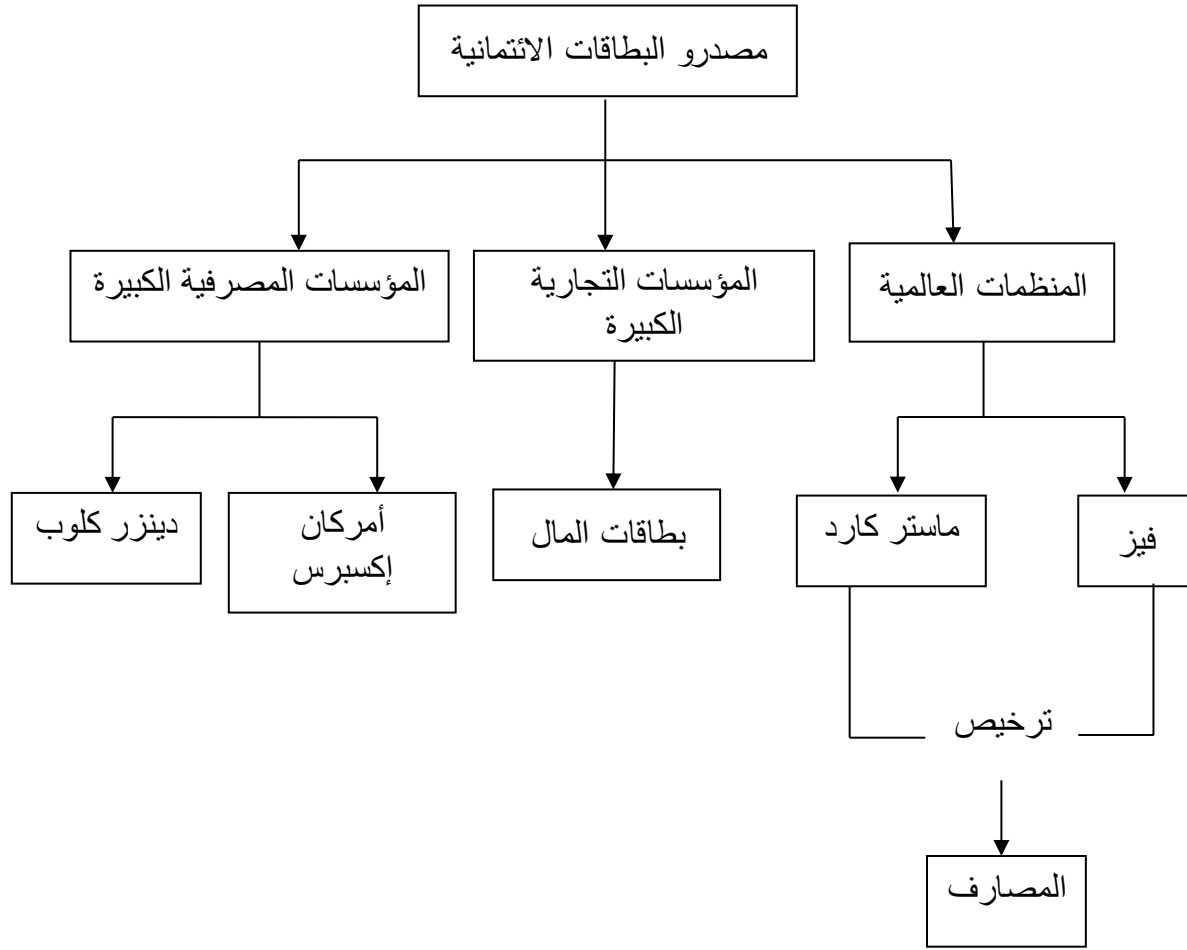 مصدرو البطاقات الائتمانية
المنظمات العالمية
المؤسسات التجارية
الكبيرة
المؤسسات المصرفية الكبيرة
فيز
ماستر كارد
بطاقات المال
أمركان
إكسبرس
دينزر كلوب
ترخيص
المصارف